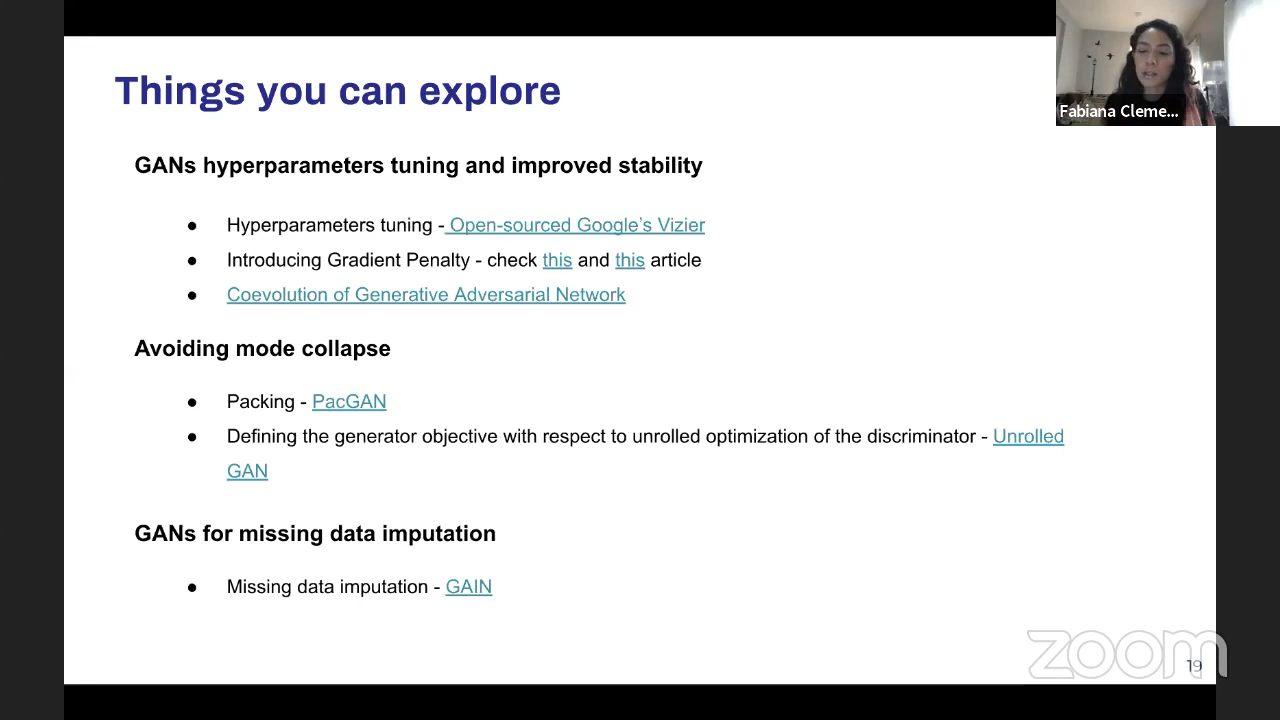 Things you can explore
Fabiana Cleme...
GANs hyperparameters tuning and improved stability
● Hyperparameters tuning - Open-sourced Google's Vizier
● Introducing Gradient Penalty - check this and this article
● Coevolution of Generative Adversarial Network
Avoiding mode collapse
● Packing - PacGAN
● Defining the generator objective with respect to unrolled optimization of the discriminator - Unrolled
GAN
GANs for missing data imputation
● Missing data imputation - GAIN
zoom
19